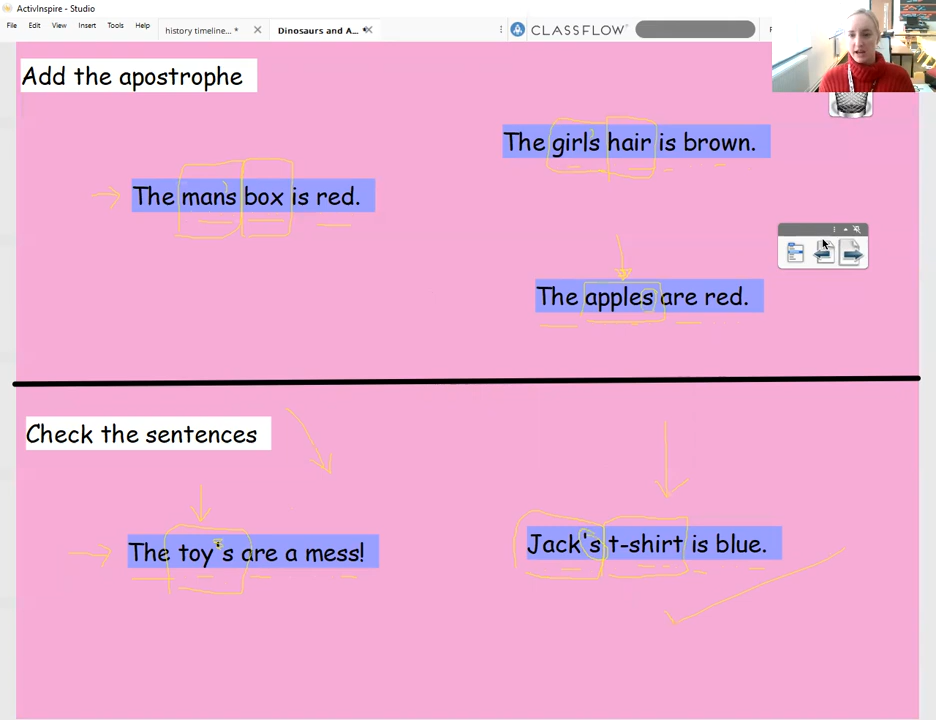 ActivInspire - Studio
File Edit View Insert Tools Help
history timeline... *
Dinosaurs and A... *
CLASSFLOW
Add the apostrophe
The girls hair is brown.
The mans box is red.
The apples are red.
Check the sentences
The toy's are a mess!
Jack's t-shirt is blue.